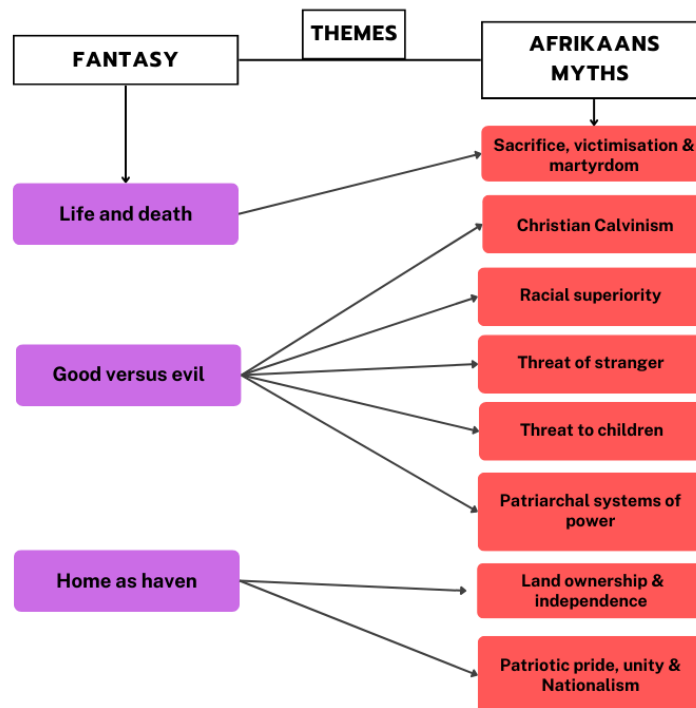 THEMES
FANTASY
AFRIKAANS
MYTHS
Sacrifice, victimisation &
martyrdom
Life and death
Christian Calvinism
Racial superiority
Good versus evil
Threat of stranger
Threat to children
Patriarchal systems of
power
Home as haven
Land ownership &
independence
Patriotic pride, unity &
Nationalism